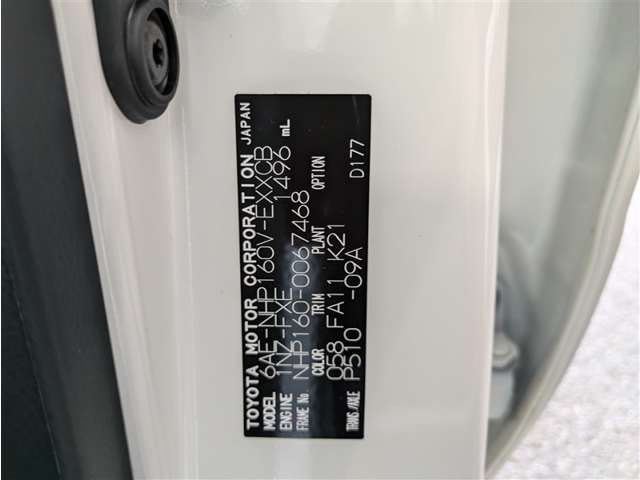 TOYOTA MOTOR CORPORATION JAPAN
MODEL 6AE-NHP160V-EXXCB
ENGINE 1NZ-FXE 1496 mL
FRAME No. NHP160-0067468
COLOR TRIM PLANT OPTION
058 FA11 K21
TRANS/AXLE P510 -09A D177